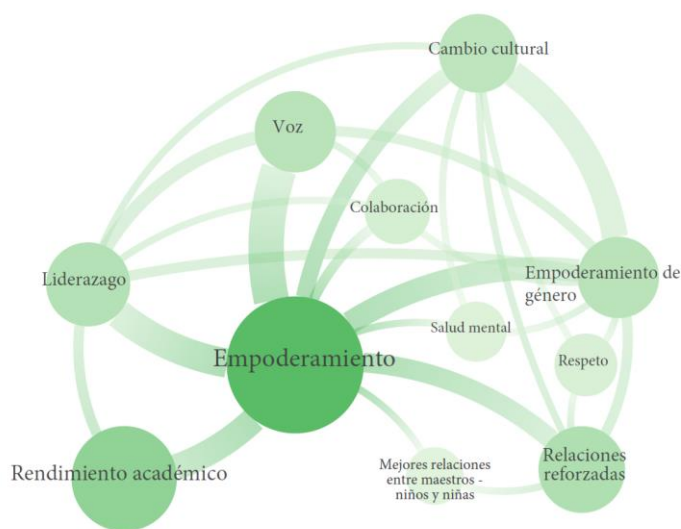 Cambio cultural
Voz
Colaboración
Liderazago
Empoderamiento de
género
Salud mental
Empoderamiento
Respeto
Rendimiento académico
Mejores relaciones
entre maestros -
niños y niñas
Relaciones
reforzadas